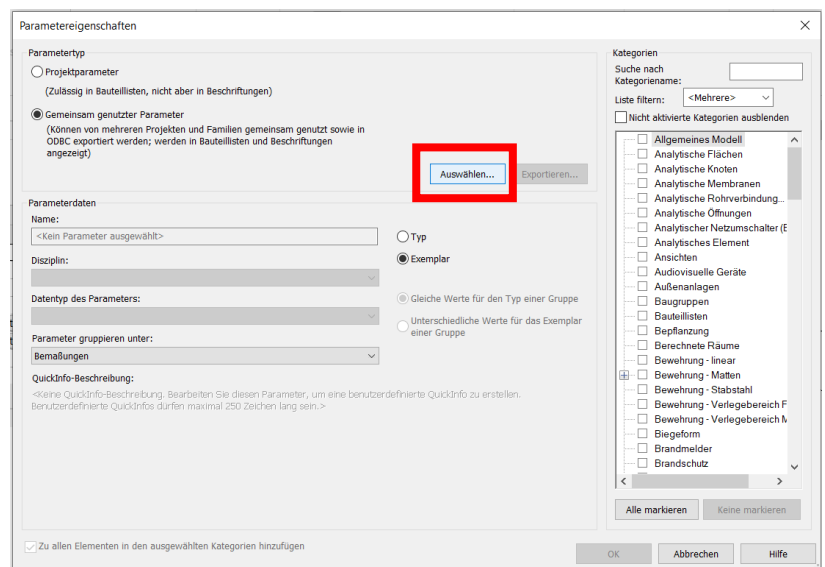 Parametereigenschaften
Parametertyp
Projektparameter
(Zulässig in Bauteillisten, nicht aber in Beschriftungen)
Gemeinsam genutzter Parameter
(Können von mehreren Projekten und Familien gemeinsam genutzt sowie in
ODBC exportiert werden; werden in Bauteillisten und Beschriftungen
angezeigt)
Auswählen...
Exportieren...
Parameterdaten
Name:
<Kein Parameter ausgewählt>
Typ
Disziplin:
Exemplar
Datentyp des Parameters:
Gleiche Werte für den Typ einer Gruppe
Unterschiedliche Werte für das Exemplar
einer Gruppe
Parameter gruppieren unter:
Bemaßungen
QuickInfo-Beschreibung:
<Keine QuickInfo-Beschreibung. Bearbeiten Sie diesen Parameter, um eine benutzerdefinierte QuickInfo zu erstellen.
Benutzerdefinierte QuickInfos dürfen maximal 250 Zeichen lang sein.>
Zu allen Elementen in den ausgewählten Kategorien hinzufügen
Kategorien
Suche nach
Kategoriename:
Liste filtern:
<Mehrere>
Nicht aktivierte Kategorien ausblenden
Allgemeines Modell
Analytische Flächen
Analytische Knoten
Analytische Membranen
Analytische Rohrverbindung...
Analytische Öffnungen
Analytischer Netzumschalter (E
Analytisches Element
Ansichten
Audiovisuelle Geräte
Außenanlagen
Baugruppen
Bauteillisten
Bepflanzung
Berechnete Räume
Bewehrung - linear
Bewehrung - Matten
Bewehrung - Stabstahl
Bewehrung - Verlegebereich F
Bewehrung - Verlegebereich M
Biegeform
Brandmelder
Brandschutz
Alle markieren
Keine markieren
OK
Abbrechen
Hilfe